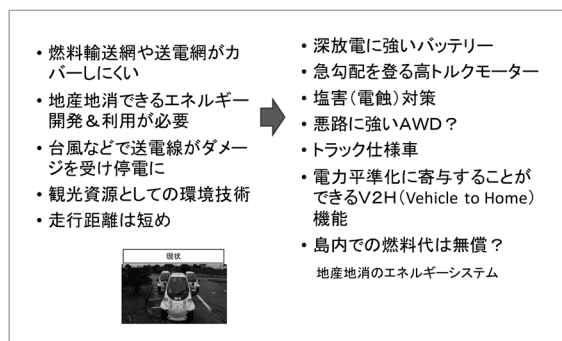 ・燃料輸送網や送電網がカ
バーしにくい
・地産地消できるエネルギー
開発&利用が必要
・台風などで送電線がダメー
ジを受け停電に
・観光資源としての環境技術
・走行距離は短め
現状
・深放電に強いバッテリー
・急勾配を登る高トルクモーター
・塩害(電蝕)対策
・悪路に強いAWD?
・トラック仕様車
・電力平準化に寄与することが
できるV2H(Vehicle to Home)
機能
・島内での燃料代は無償?
地産地消のエネルギーシステム